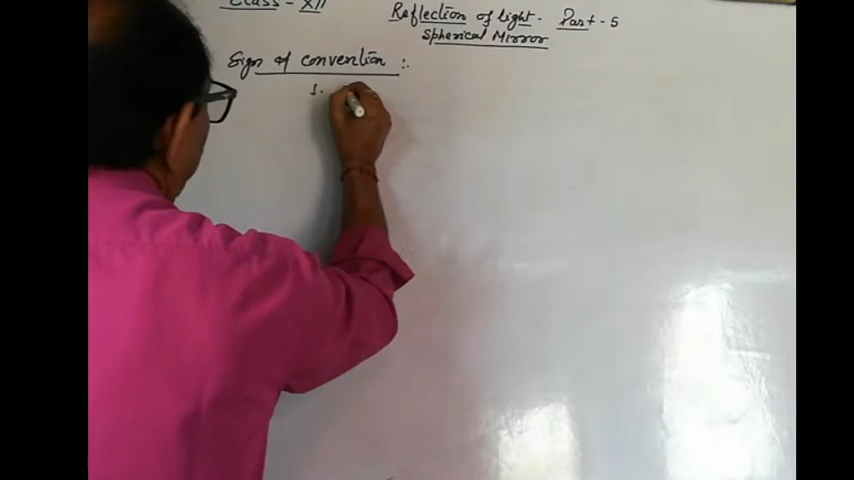 Class - XII
Reflection of light - Part - 5
Spherical Mirror
Sign of convention :-
1.